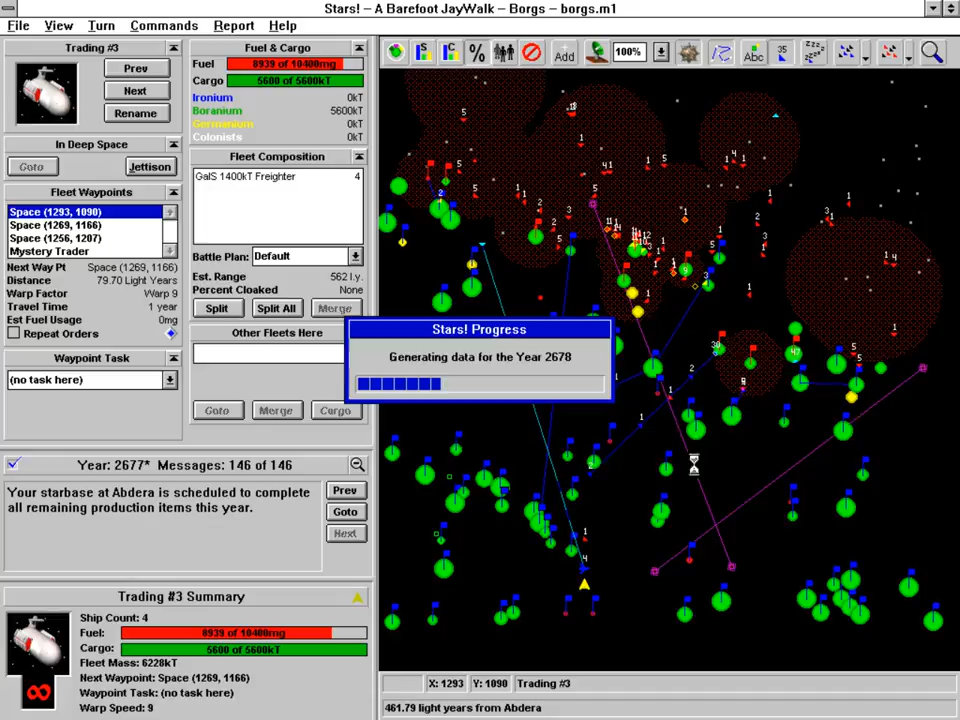 Stars! – A Barefoot JayWalk – Borgs – borgs.m1
File View Turn Commands Report Help
Trading #3
Prev
Next
Rename
In Deep Space
Goto
Jettison
Fleet Waypoints
Space (1293, 1090)
Space (1269, 1166)
Space (1256, 1207)
Mystery Trader
Next Way Pt Space (1269, 1166)
Distance 79.70 Light Years
Warp Factor Warp 9
Travel Time 1 year
Est Fuel Usage 0mg
Repeat Orders
Waypoint Task
(no task here)
Fuel & Cargo
Fuel 8939 of 10400mg
Cargo 5600 of 5600kT
Ironium 0kT
Boranium 5600kT
Germanium 0kT
Colonists 0kT
Fleet Composition
GalS 1400kT Freighter 4
Battle Plan: Default
Est. Range 562 l.y.
Percent Cloaked None
Split Split All Merge
Other Fleets Here
Goto Merge Cargo
S C % Add 100% Abc 35 zzz
Stars! Progress
Generating data for the Year 2678
Year: 2677* Messages: 146 of 146
Your starbase at Abdera is scheduled to complete
all remaining production items this year.
Prev
Goto
Next
Trading #3 Summary
Ship Count: 4
Fuel: 8939 of 10400mg
Cargo: 5600 of 5600kT
Fleet Mass: 6228kT
Next Waypoint: Space (1269, 1166)
Waypoint Task: (no task here)
Warp Speed: 9
X: 1293 Y: 1090 Trading #3
461.79 light years from Abdera